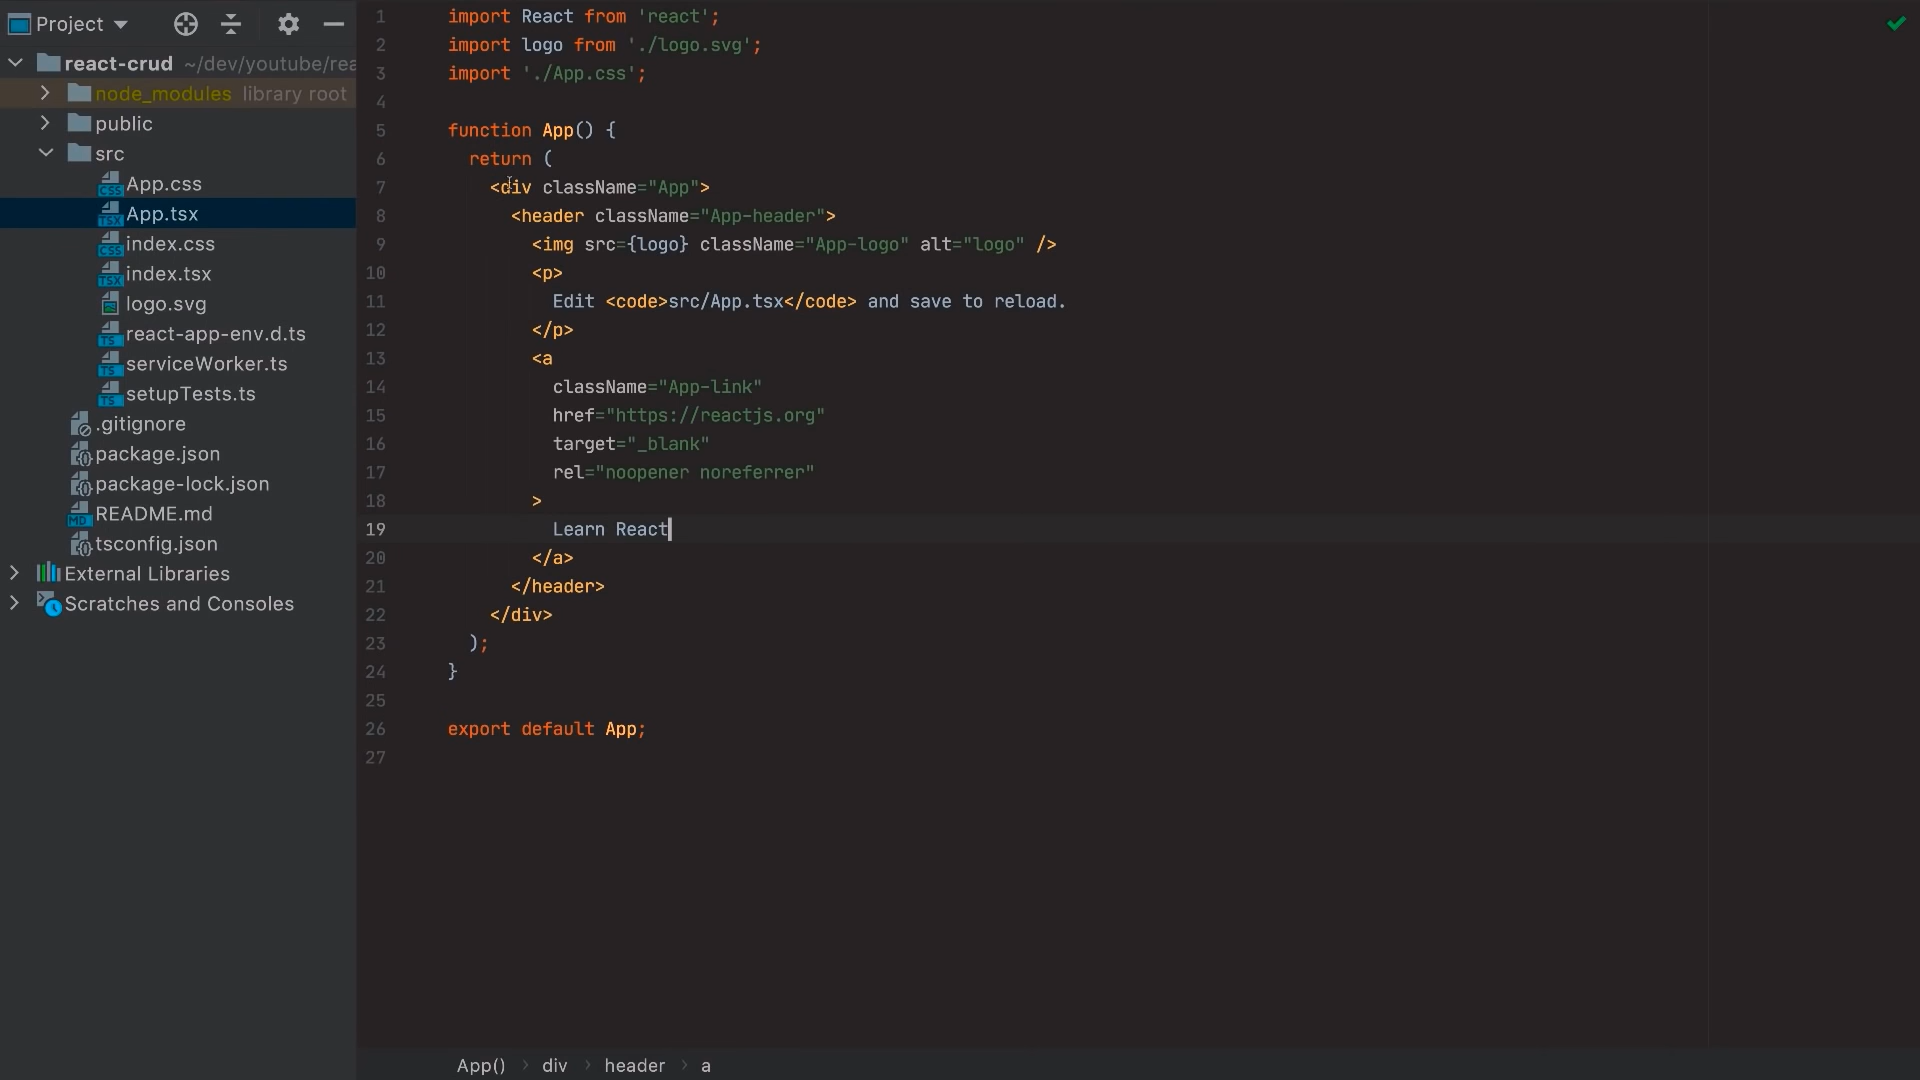 Project
react-crud ~/dev/youtube/rea
node_modules library root
public
src
App.css
App.tsx
index.css
index.tsx
logo.svg
react-app-env.d.ts
serviceWorker.ts
setupTests.ts
.gitignore
package.json
package-lock.json
README.md
tsconfig.json
External Libraries
Scratches and Consoles
1 import React from 'react';
2 import logo from './logo.svg';
3 import './App.css';
4
5 function App() {
6 return (
7 <div className="App">
8 <header className="App-header">
9 <img src={logo} className="App-logo" alt="logo" />
10 <p>
11 Edit <code>src/App.tsx</code> and save to reload.
12 </p>
13 <a
14 className="App-link"
15 href="https://reactjs.org"
16 target="_blank"
17 rel="noopener noreferrer"
18 >
19 Learn React
20 </a>
21 </header>
22 </div>
23 );
24 }
25
26 export default App;
27
App() > div > header > a